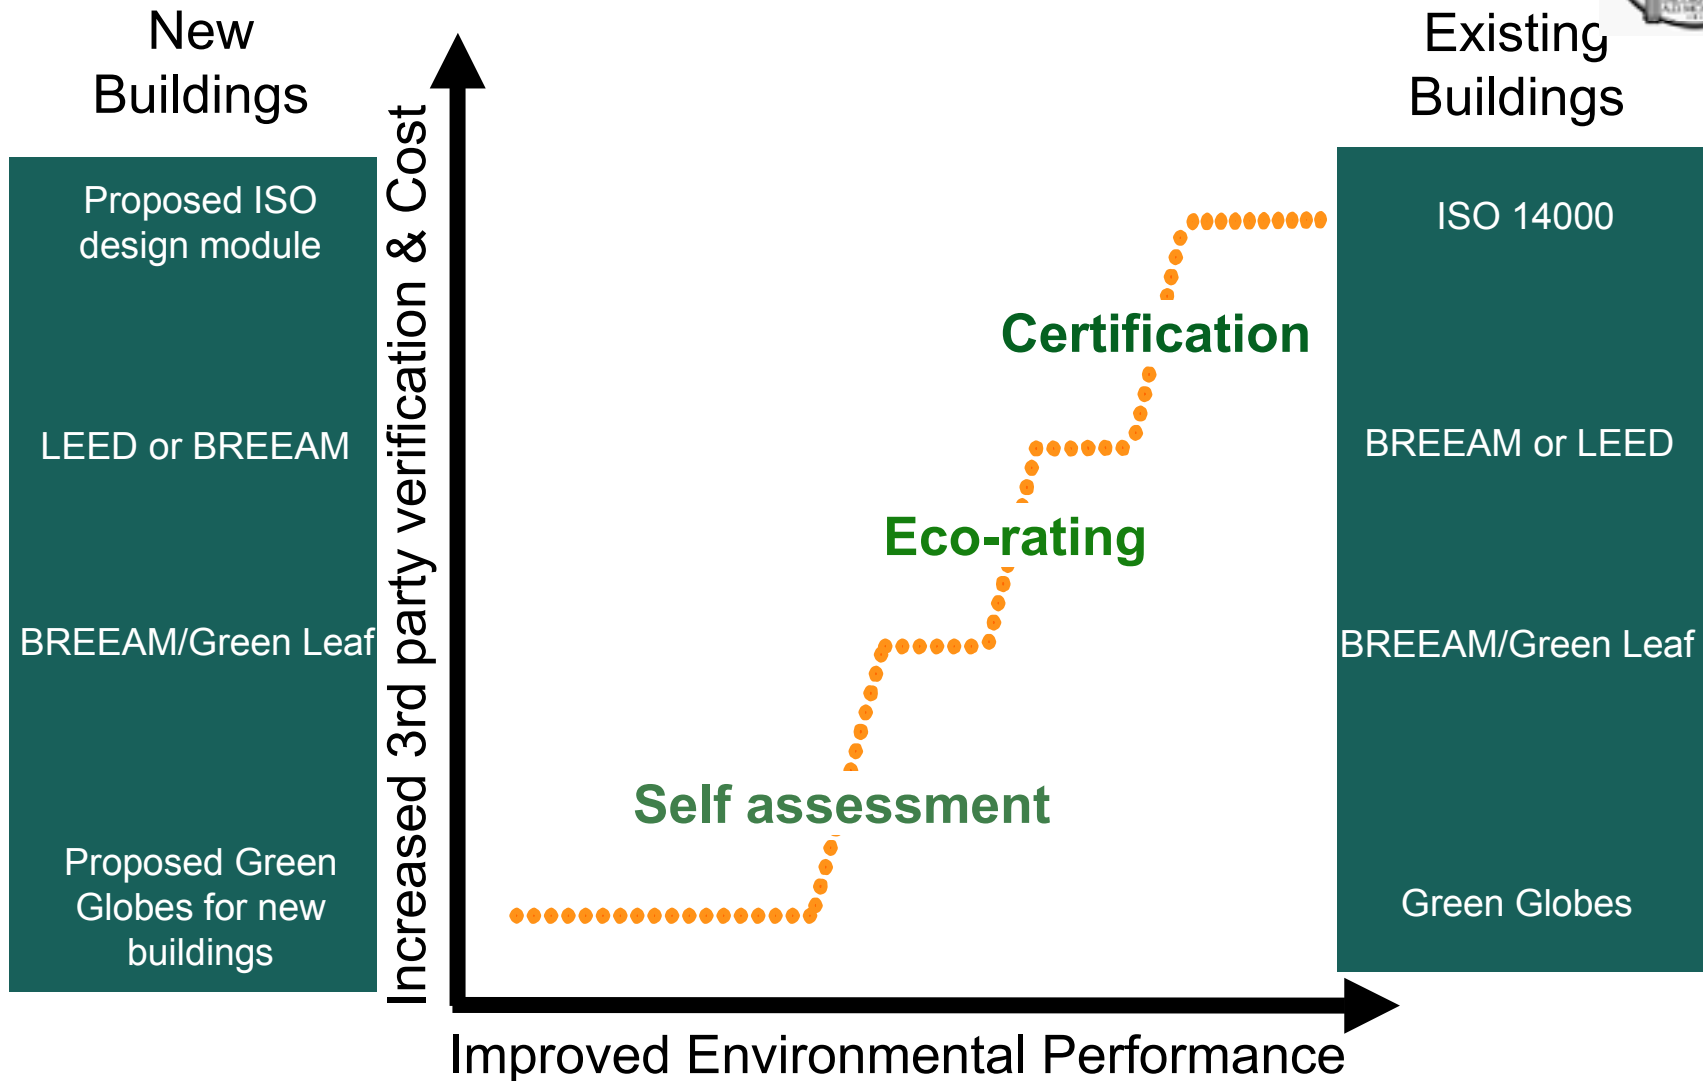 New
Buildings
Proposed ISO
design module
LEED or BREEAM
BREEAM/Green Leaf
Proposed Green
Globes for new
buildings
Increased 3rd party verification & Cost
Certification
Eco-rating
Self assessment
Improved Environmental Performance
Existing
Buildings
ISO 14000
BREEAM or LEED
BREEAM/Green Leaf
Green Globes